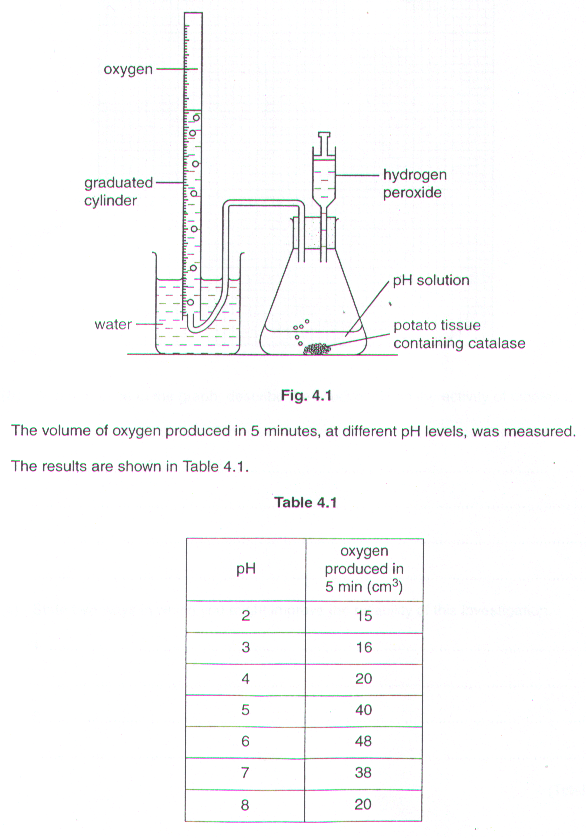 oxygen
graduated
cylinder
hydrogen
peroxide
pH solution
water
potato tissue
containing catalase
Fig. 4.1
The volume of oxygen produced in 5 minutes, at different pH levels, was measured.
The results are shown in Table 4.1.
Table 4.1
pH
oxygen
produced in
5 min (cm³)
2 15
3 16
4 20
5 40
6 48
7 38
8 20